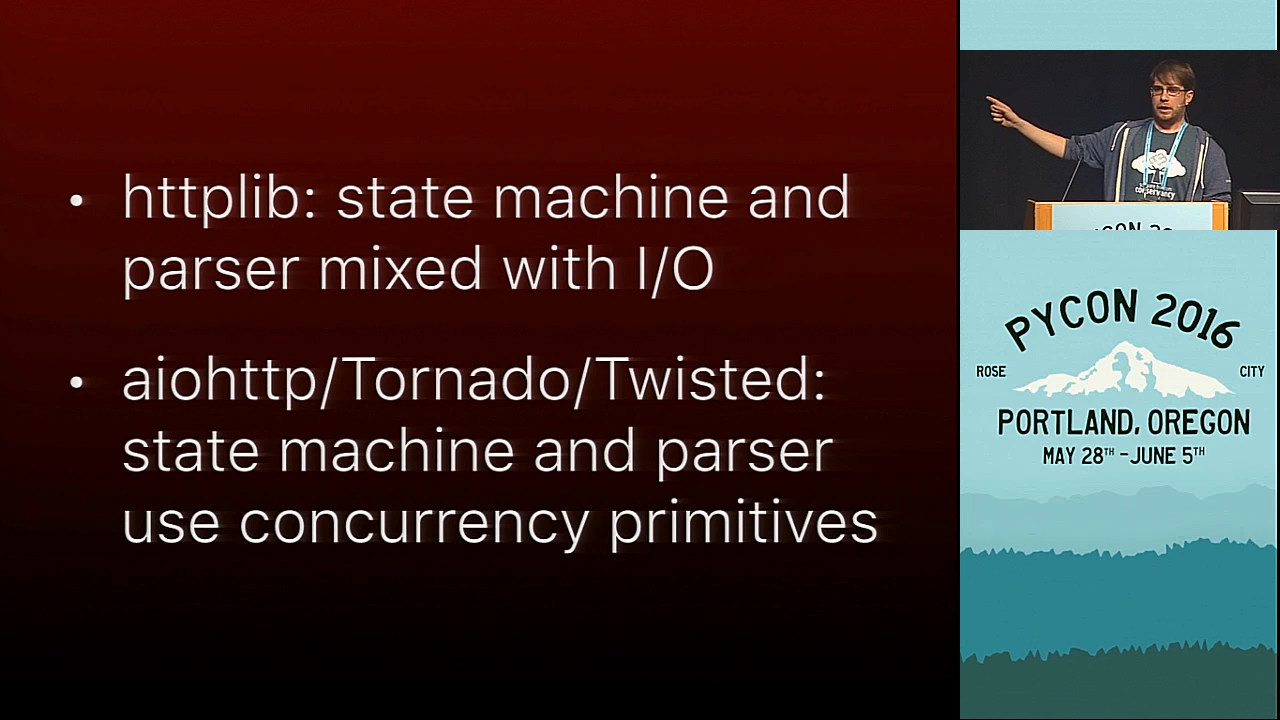 • httplib: state machine and
parser mixed with I/O
• aiohttp/Tornado/Twisted:
state machine and parser
use concurrency primitives
conservancy
PYCON 2016
ROSE
CITY
PORTLAND, OREGON
MAY 28TH - JUNE 5TH